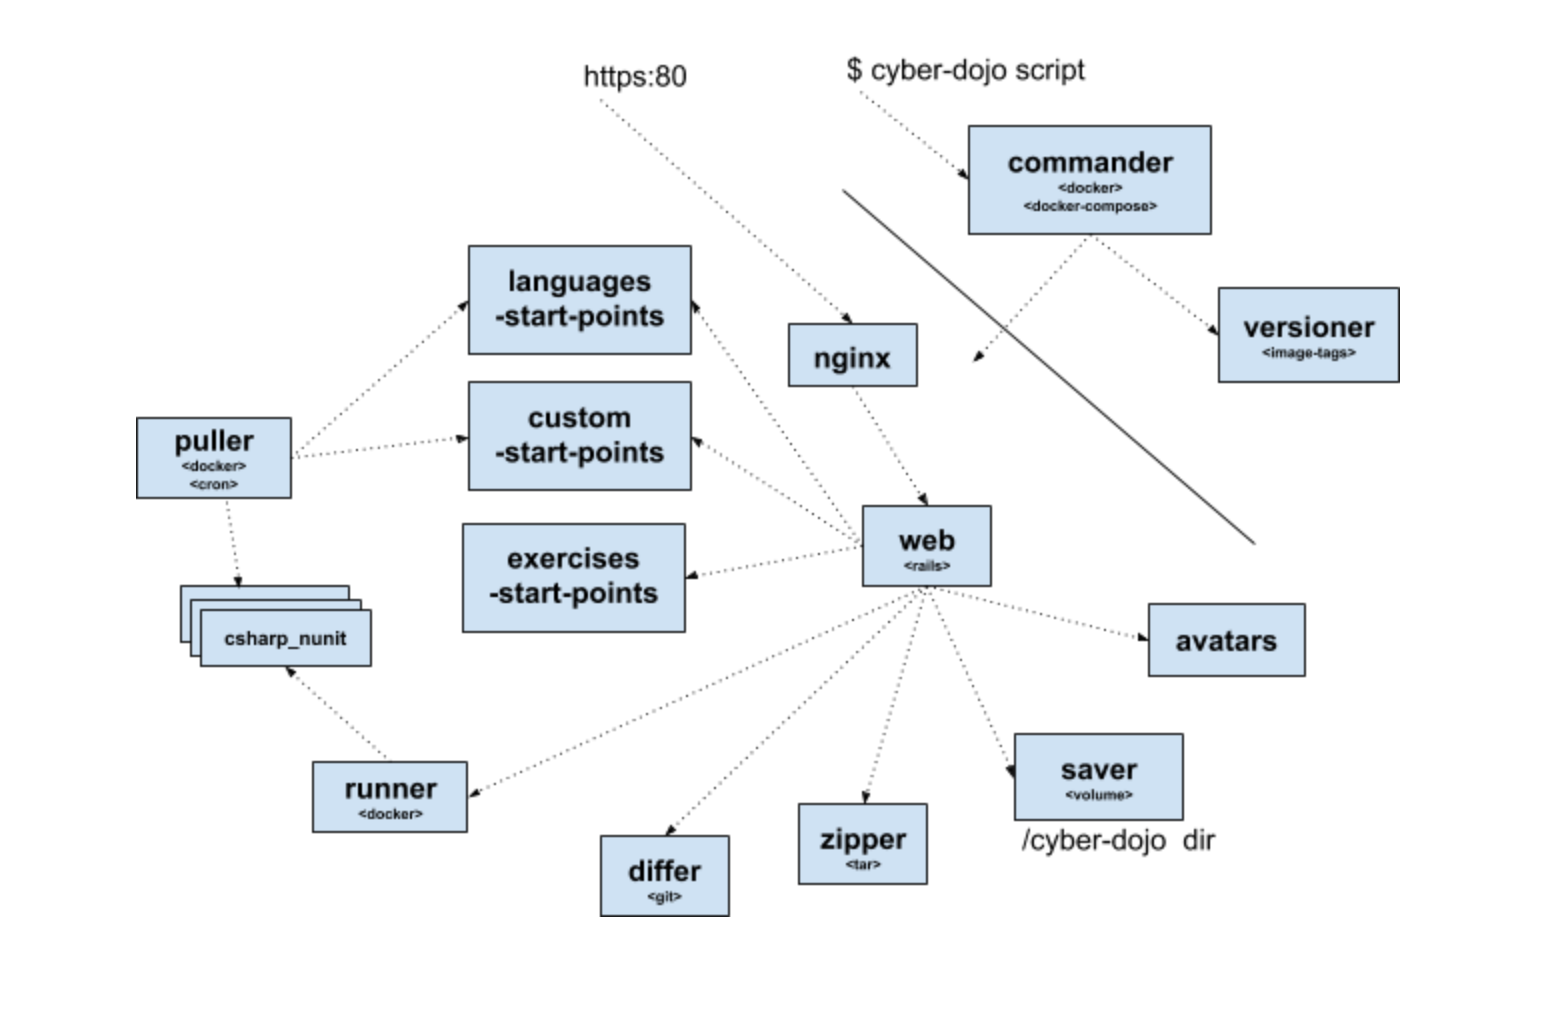 https:80
$ cyber-dojo script
commander
<docker>
<docker-compose>
languages
-start-points
versioner
<image-tags>
nginx
custom
-start-points
puller
<docker>
<cron>
web
<rails>
exercises
-start-points
csharp_nunit
avatars
runner
<docker>
saver
<volume>
/cyber-dojo dir
zipper
<tar>
differ
<git>